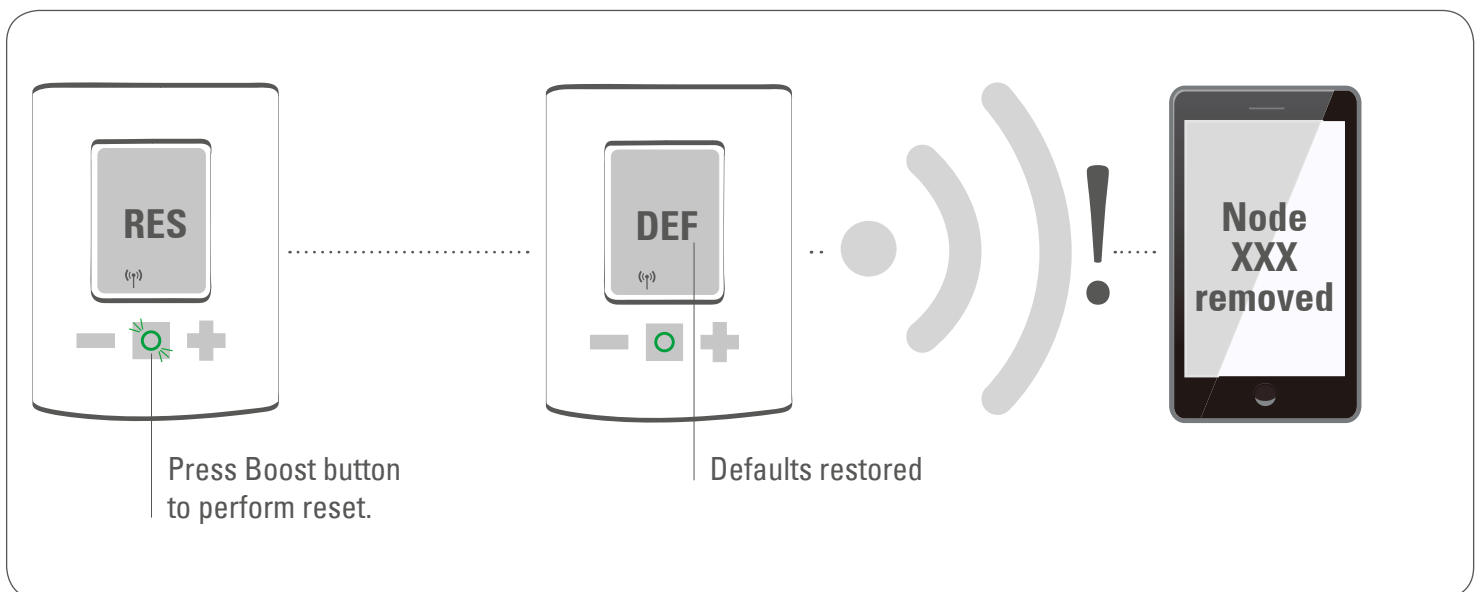 RES
Press Boost button
to perform reset.
DEF
Defaults restored
Node
XXX
removed